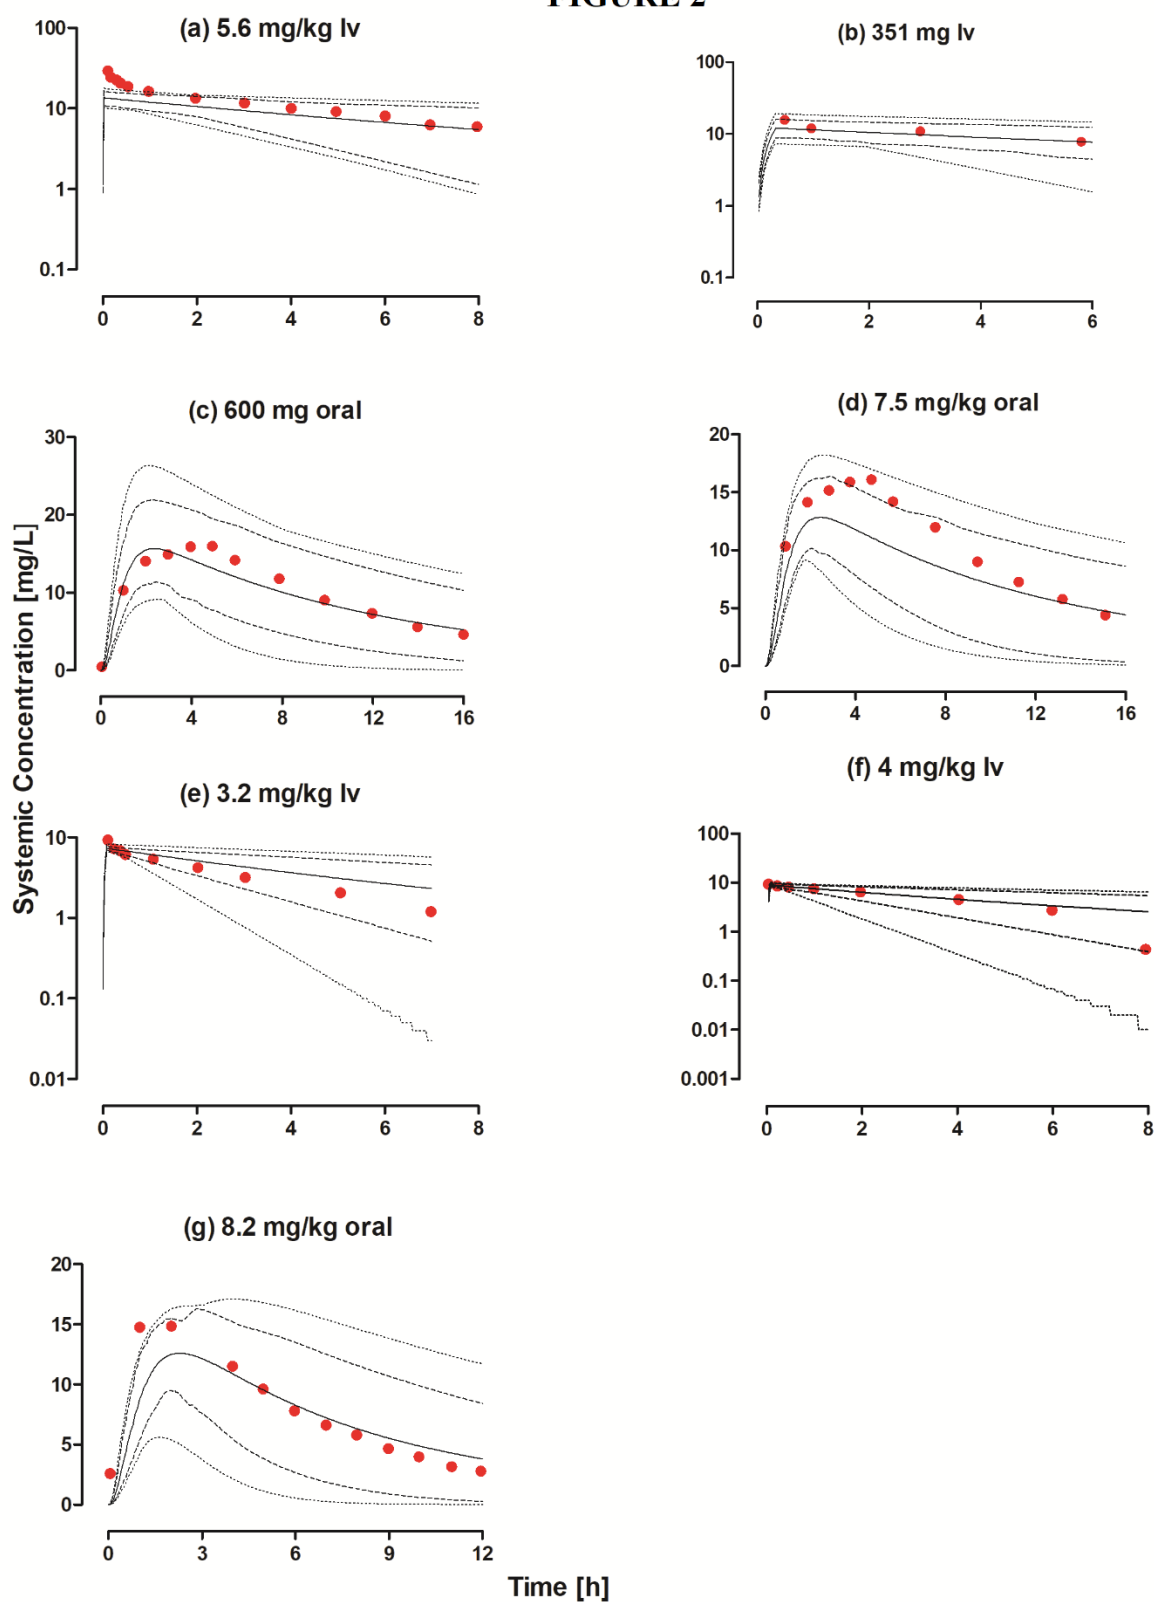 FIGURE 2
(a) 5.6 mg/kg Iv
100
10
1
0.1
0 2 4 6 8
(b) 351 mg Iv
100
10
1
0.1
0 2 4 6
(c) 600 mg oral
30
20
10
0
0 4 8 12 16
(d) 7.5 mg/kg oral
20
15
10
5
0
0 4 8 12 16
Systemic Concentration [mg/L]
(e) 3.2 mg/kg Iv
10
1
0.1
0.01
0 2 4 6 8
(f) 4 mg/kg Iv
100
10
1
0.1
0.01
0.001
0 2 4 6 8
(g) 8.2 mg/kg oral
20
15
10
5
0
0 3 6 9 12
Time [h]